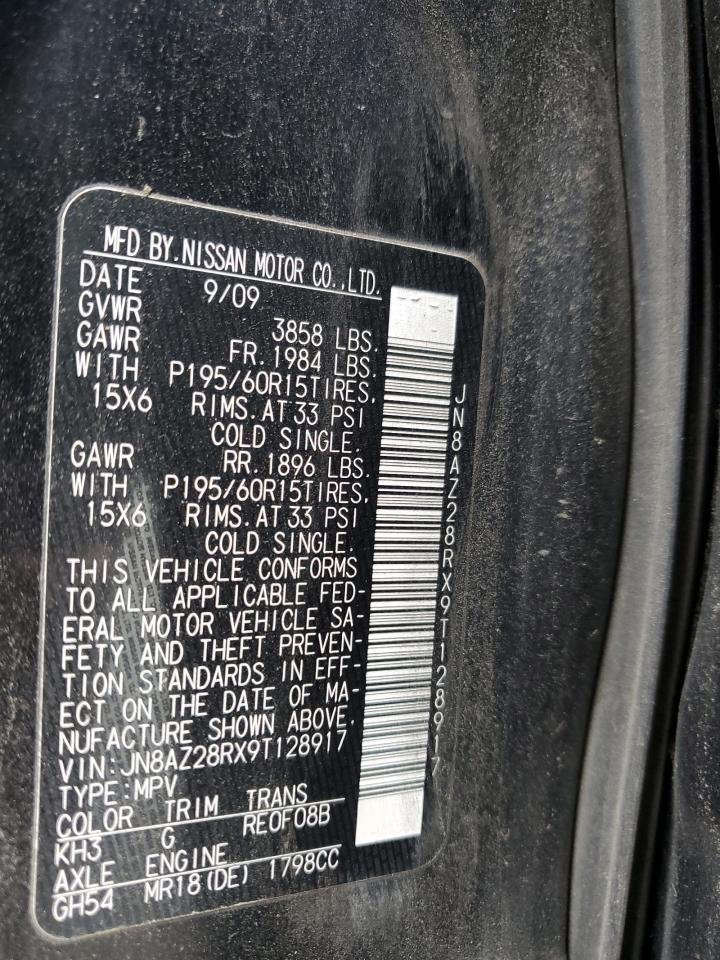 MFD BY.NISSAN MOTOR CO.,LTD.
DATE 9/09
GVWR 3858 LBS.
GAWR FR.1984 LBS.
WITH P195/60R15TIRES,
15X6 RIMS.AT 33 PSI
COLD SINGLE.
GAWR RR.1896 LBS.
WITH P195/60R15TIRES,
15X6 RIMS.AT 33 PSI
COLD SINGLE.
THIS VEHICLE CONFORMS
TO ALL APPLICABLE FED-
ERAL MOTOR VEHICLE SA-
FETY AND THEFT PREVEN-
TION STANDARDS IN EFF-
ECT ON THE DATE OF MA-
NUFACTURE SHOWN ABOVE.
VIN:JN8AZ28RX9T128917
TYPE:MPV
COLOR TRIM TRANS
KH3 G RE0F08B
AXLE ENGINE
GH54 MR18(DE) 1798CC
JN8AZ28RX9T128917